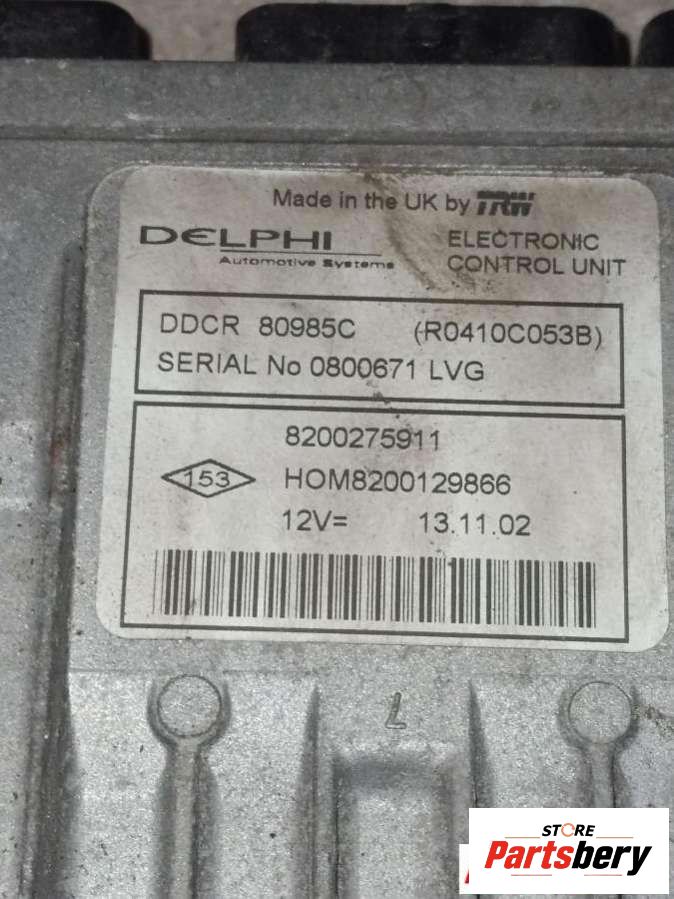 Made in the UK by TRW
DELPHI
Automotive Systems
ELECTRONIC
CONTROL UNIT
DDCR 80985C (R0410C053B)
SERIAL No 0800671 LVG
8200275911
153
HOM8200129866
12V= 13.11.02
L
STORE
Partsbery